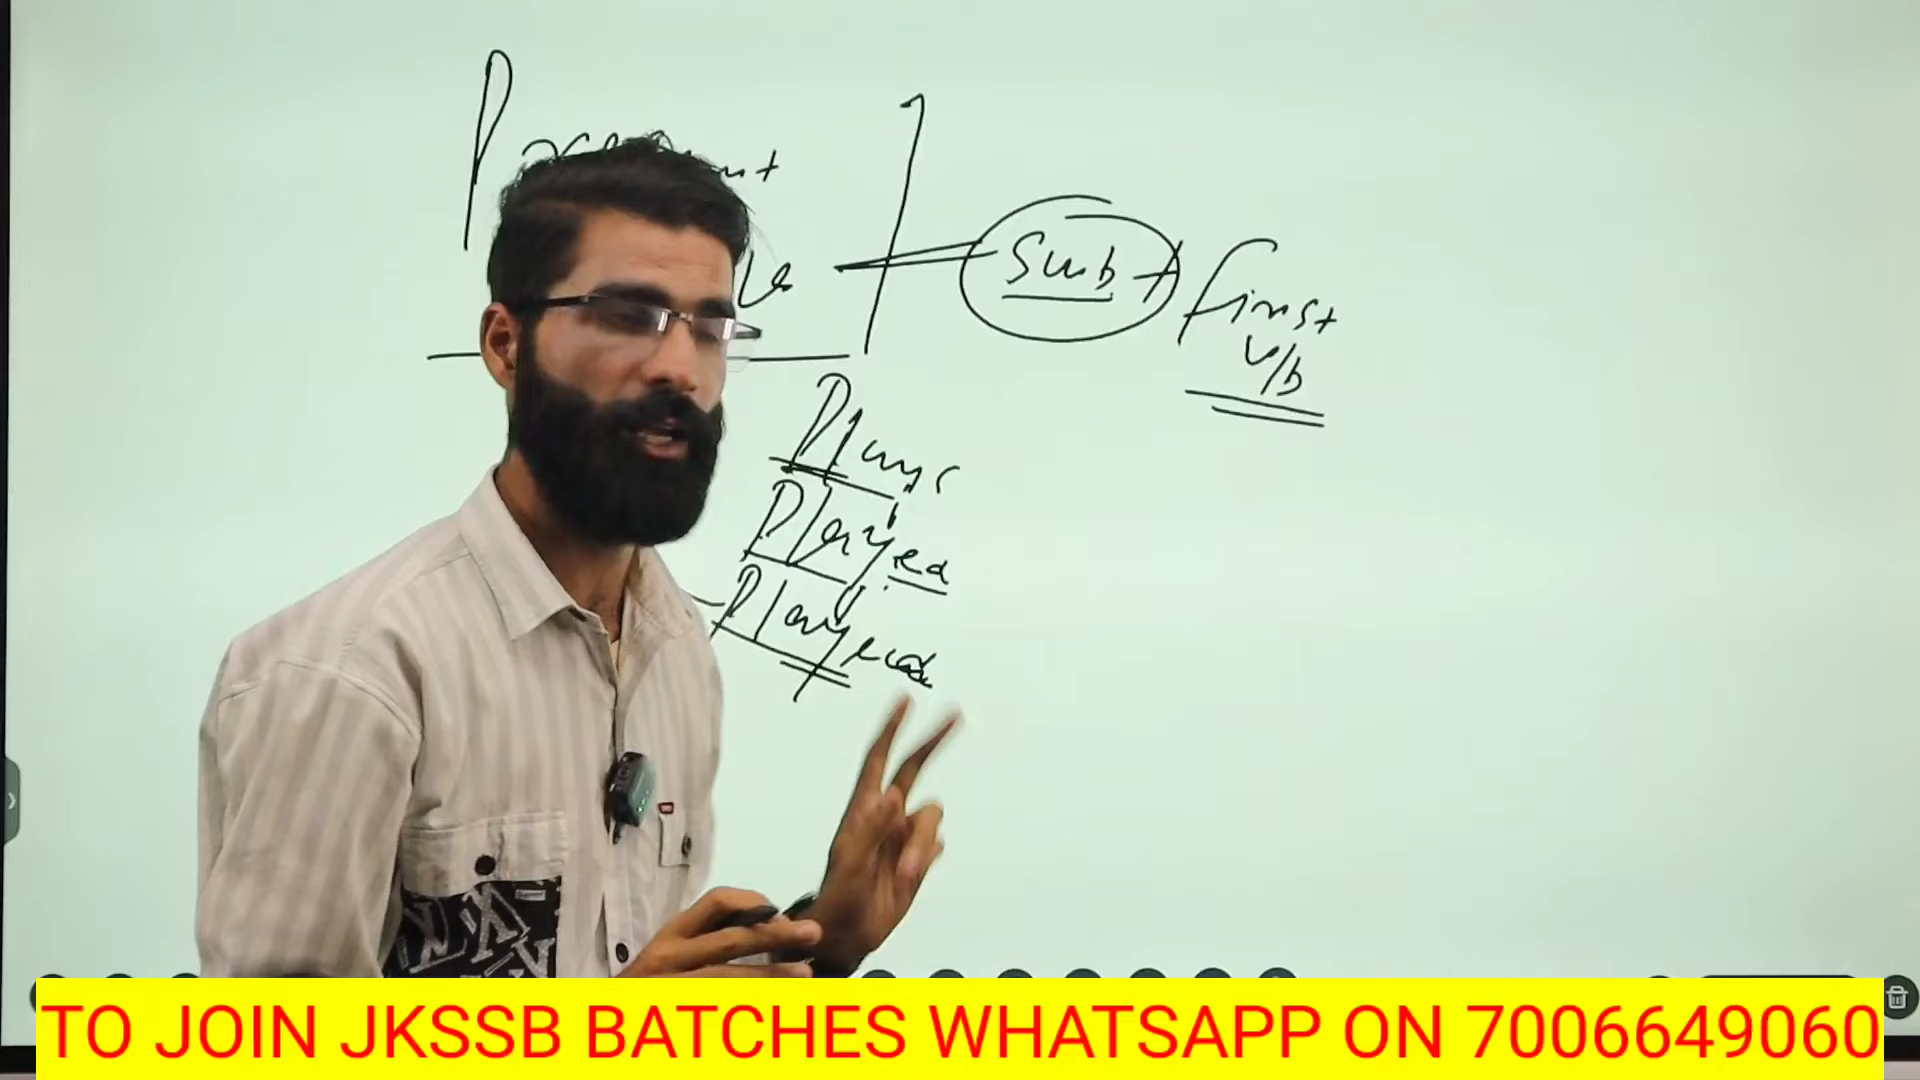 Sub +
First
v/b
Plays
Played
Played
TO JOIN JKSSB BATCHES WHATSAPP ON 7006649060